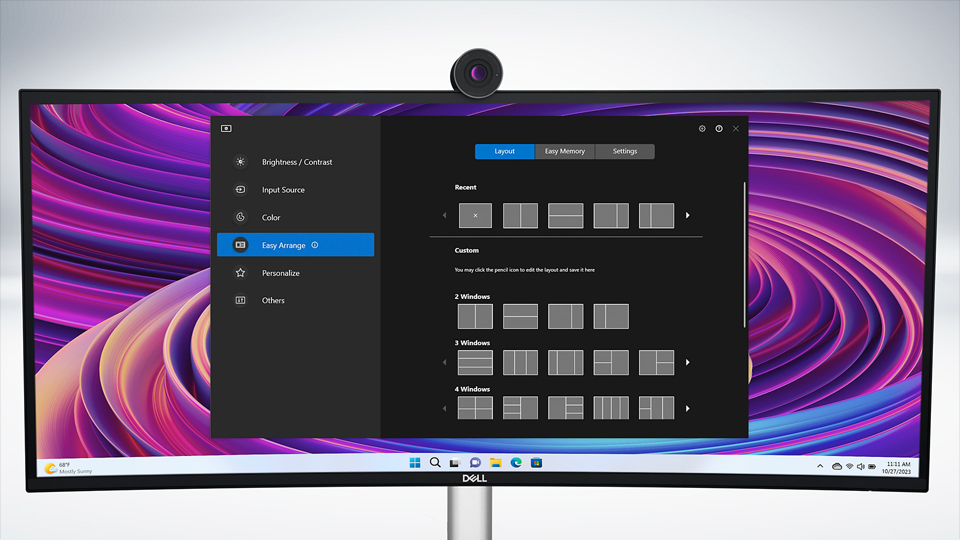 Brightness / Contrast
Input Source
Color
Easy Arrange
Personalize
Others
Layout
Easy Memory
Settings
Recent
Custom
You may click the pencil icon to edit the layout and save it here
2 Windows
3 Windows
4 Windows
68°F
Mostly Sunny
11:11 AM
10/27/2023
DELL